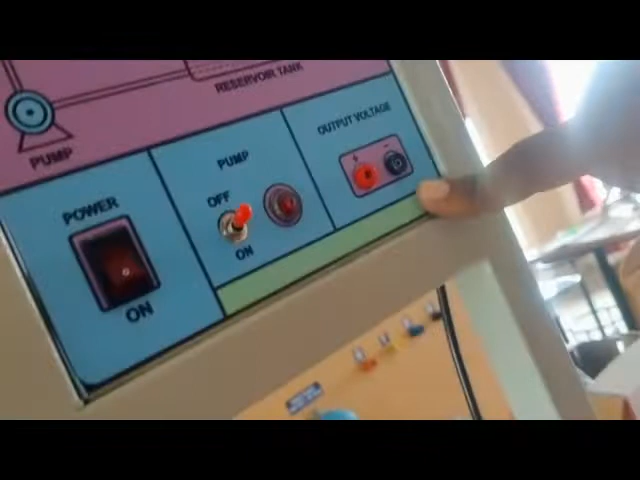 RESERVOIR TANK
PUMP
OUTPUT VOLTAGE
+ -
PUMP
OFF
POWER
ON
ON